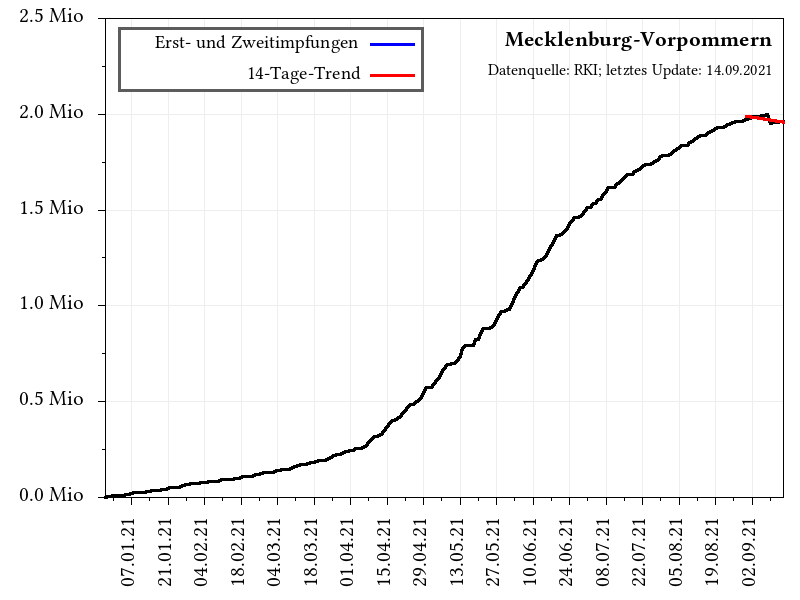 2.5 Mio
2.0 Mio
1.5 Mio
1.0 Mio
0.5 Mio
0.0 Mio
Erst- und Zweitimpfungen
14-Tage-Trend
Mecklenburg-Vorpommern
Datenquelle: RKI; letztes Update: 14.09.2021
07.01.21
21.01.21
04.02.21
18.02.21
04.03.21
18.03.21
01.04.21
15.04.21
29.04.21
13.05.21
27.05.21
10.06.21
24.06.21
08.07.21
22.07.21
05.08.21
19.08.21
02.09.21